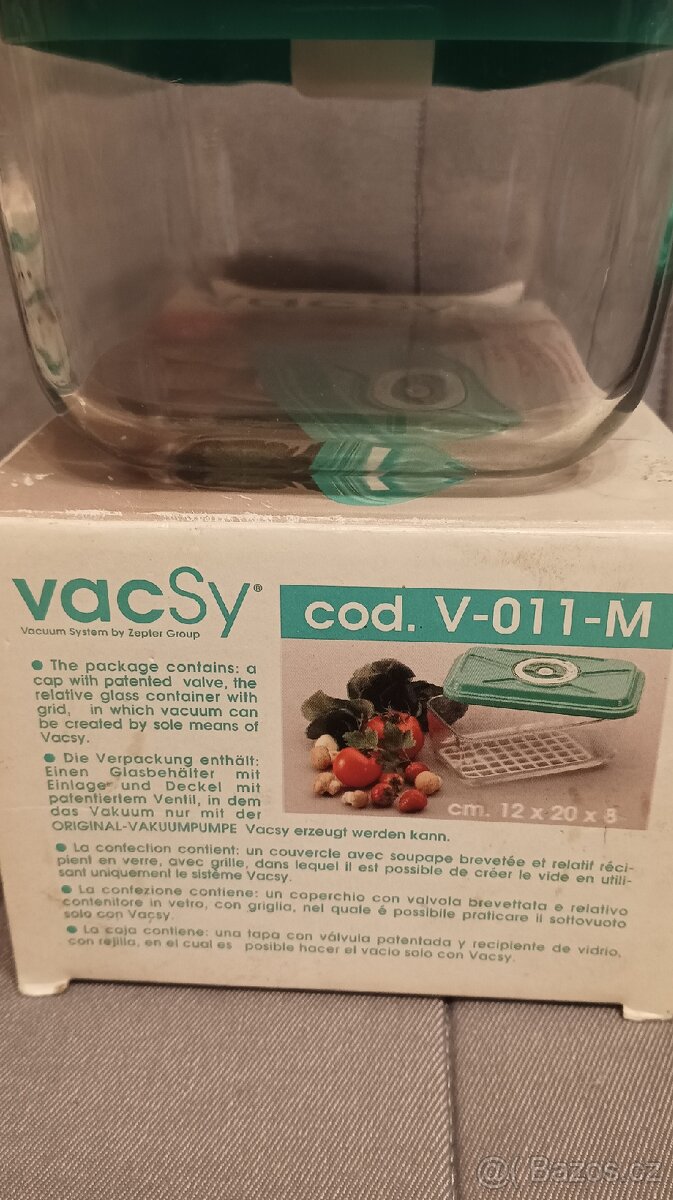 vacsy
vacSy®
Vacuum System by Zepter Group
cod. V-011-M
● The package contains: a
cap with patented valve, the
relative glass container with
grid, in which vacuum can
be created by sole means of
Vacsy.
● Die Verpackung enthält:
Einen Glasbehälter mit
Einlage und Deckel mit
patentiertem Ventil, in dem
das Vakuum nur mit der
ORIGINAL-VAKUUMPUMPE Vacsy erzeugt werden kann.
cm. 12 x 20 x 8
● La confection contient: un couvercle avec soupape brevetée et relatif réci-
pient en verre, avec grille, dans lequel il est possible de créer le vide en utili-
sant uniquement le sistéme Vacsy.
● La confezione contiene: un coperchio con valvola brevettata e relativo
contenitore in vetro, con griglia, nel quale é possibile praticare il sottovuoto
solo con Vacsy.
● La caja contiene: una tapa con válvula patentada y recipiente de vidrio,
con rejilla, en el cual es posible hacer el vacio solo con Vacsy.
@( Bazos.cz